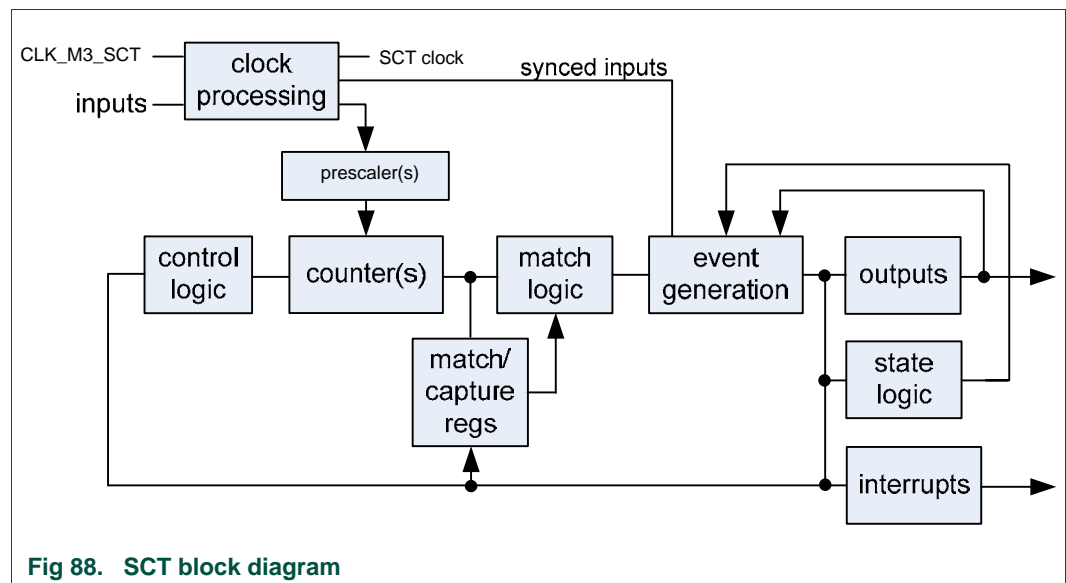 CLK_M3_SCT
inputs
clock
processing
SCT clock
synced inputs
prescaler(s)
control
logic
counter(s)
match
logic
event
generation
outputs
match/
capture
regs
state
logic
interrupts
Fig 88. SCT block diagram